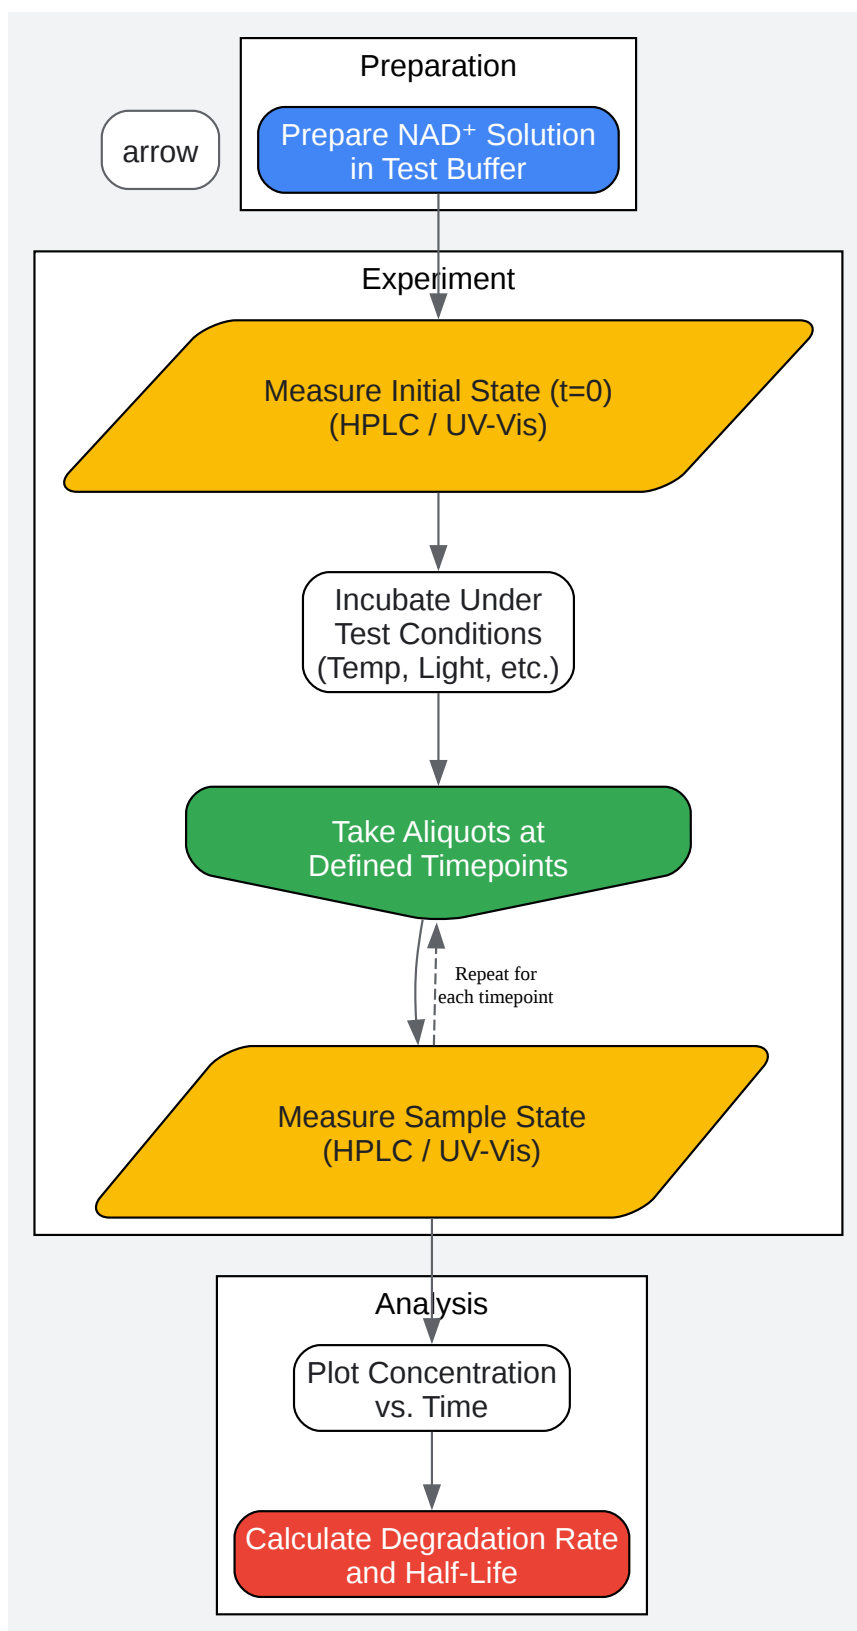 Preparation
arrow
Prepare NAD⁺ Solution
in Test Buffer
Experiment
Measure Initial State (t=0)
(HPLC / UV-Vis)
Incubate Under
Test Conditions
(Temp, Light, etc.)
Take Aliquots at
Defined Timepoints
Repeat for
each timepoint
Measure Sample State
(HPLC / UV-Vis)
Analysis
Plot Concentration
vs. Time
Calculate Degradation Rate
and Half-Life